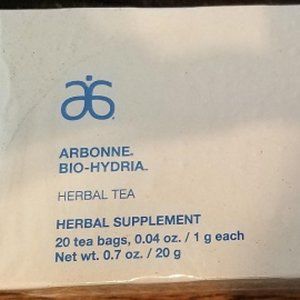 ARBONNE.
BIO-HYDRIA™
HERBAL TEA
HERBAL SUPPLEMENT
20 tea bags, 0.04 oz. / 1 g each
Net wt. 0.7 oz. / 20 g